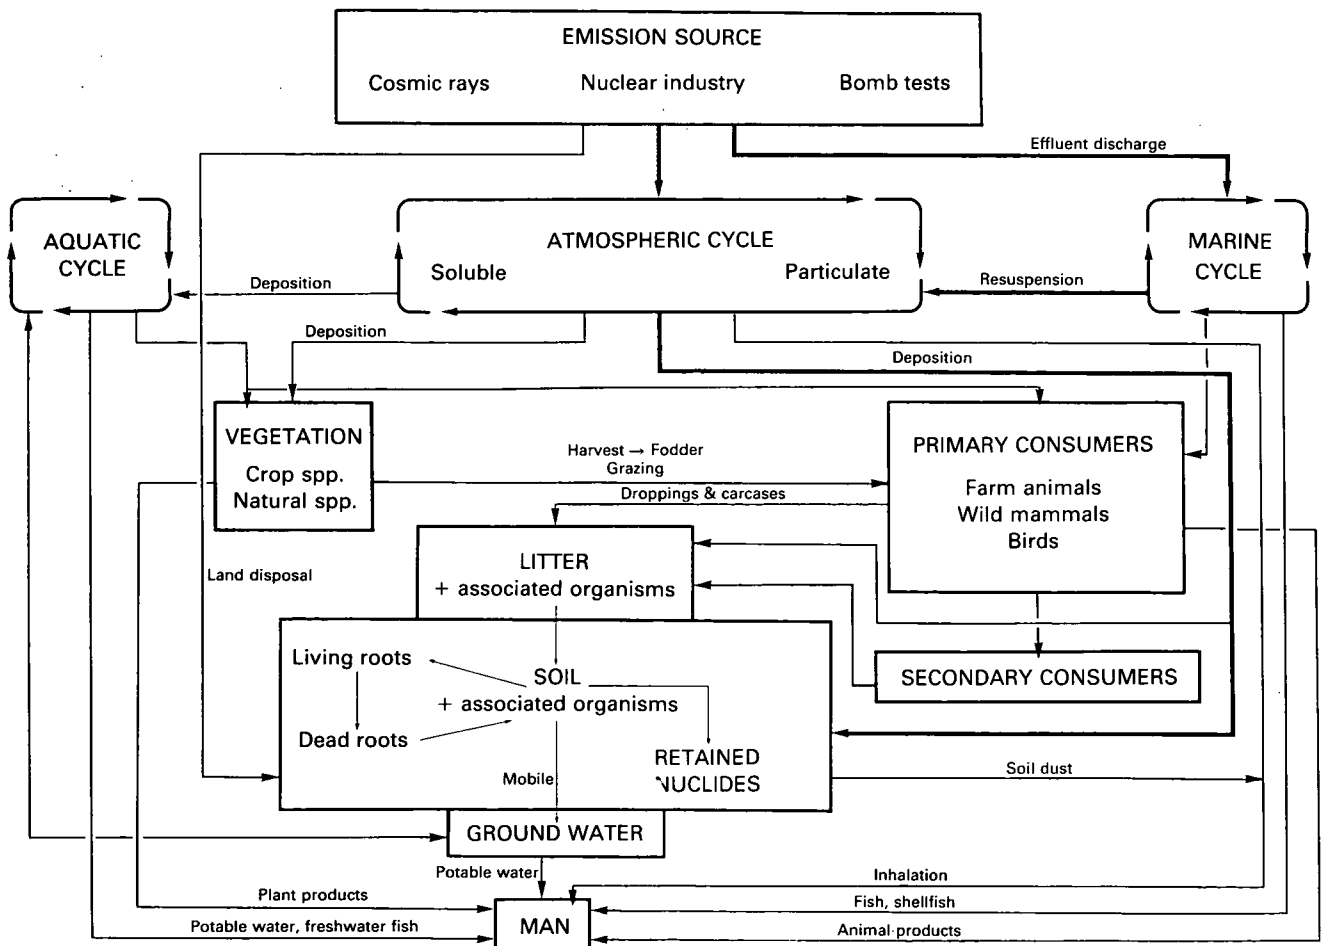 EMISSION SOURCE
Cosmic rays Nuclear industry Bomb tests
Effluent discharge
AQUATIC
CYCLE
ATMOSPHERIC CYCLE
Soluble Particulate
MARINE
CYCLE
Deposition
Resuspension
Deposition
Deposition
VEGETATION
Crop spp.
Natural spp.
Harvest → Fodder
Grazing
Droppings & carcases
PRIMARY CONSUMERS
Farm animals
Wild mammals
Birds
LITTER
+ associated organisms
Land disposal
Living roots
SOIL
+ associated organisms
Dead roots
SECONDARY CONSUMERS
RETAINED
NUCLIDES
Mobile
Soil dust
GROUND WATER
Potable water
Inhalation
Plant products
Fish, shellfish
MAN
Potable water, freshwater fish
Animal products